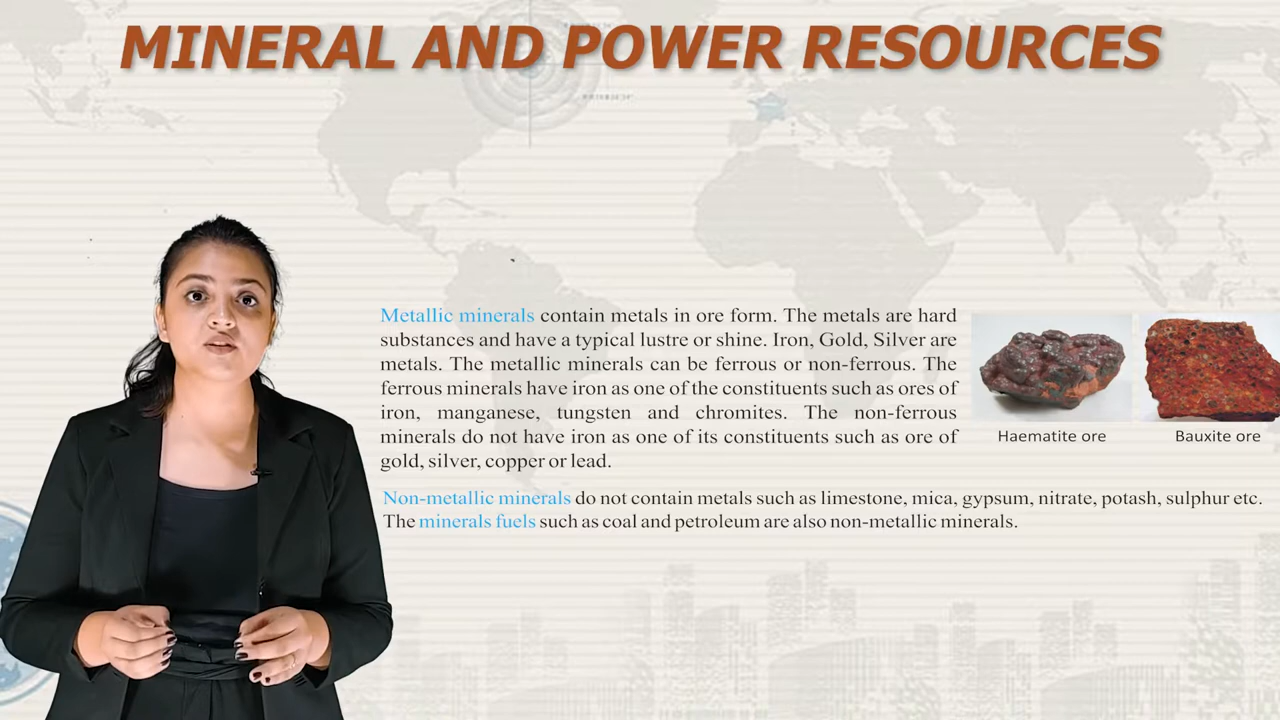 MINERAL AND POWER RESOURCES
Metallic minerals contain metals in ore form. The metals are hard
substances and have a typical lustre or shine. Iron, Gold, Silver are
metals. The metallic minerals can be ferrous or non-ferrous. The
ferrous minerals have iron as one of the constituents such as ores of
iron, manganese, tungsten and chromites. The non-ferrous
minerals do not have iron as one of its constituents such as ore of
gold, silver, copper or lead.
Haematite ore
Bauxite ore
Non-metallic minerals do not contain metals such as limestone, mica, gypsum, nitrate, potash, sulphur etc.
The minerals fuels such as coal and petroleum are also non-metallic minerals.